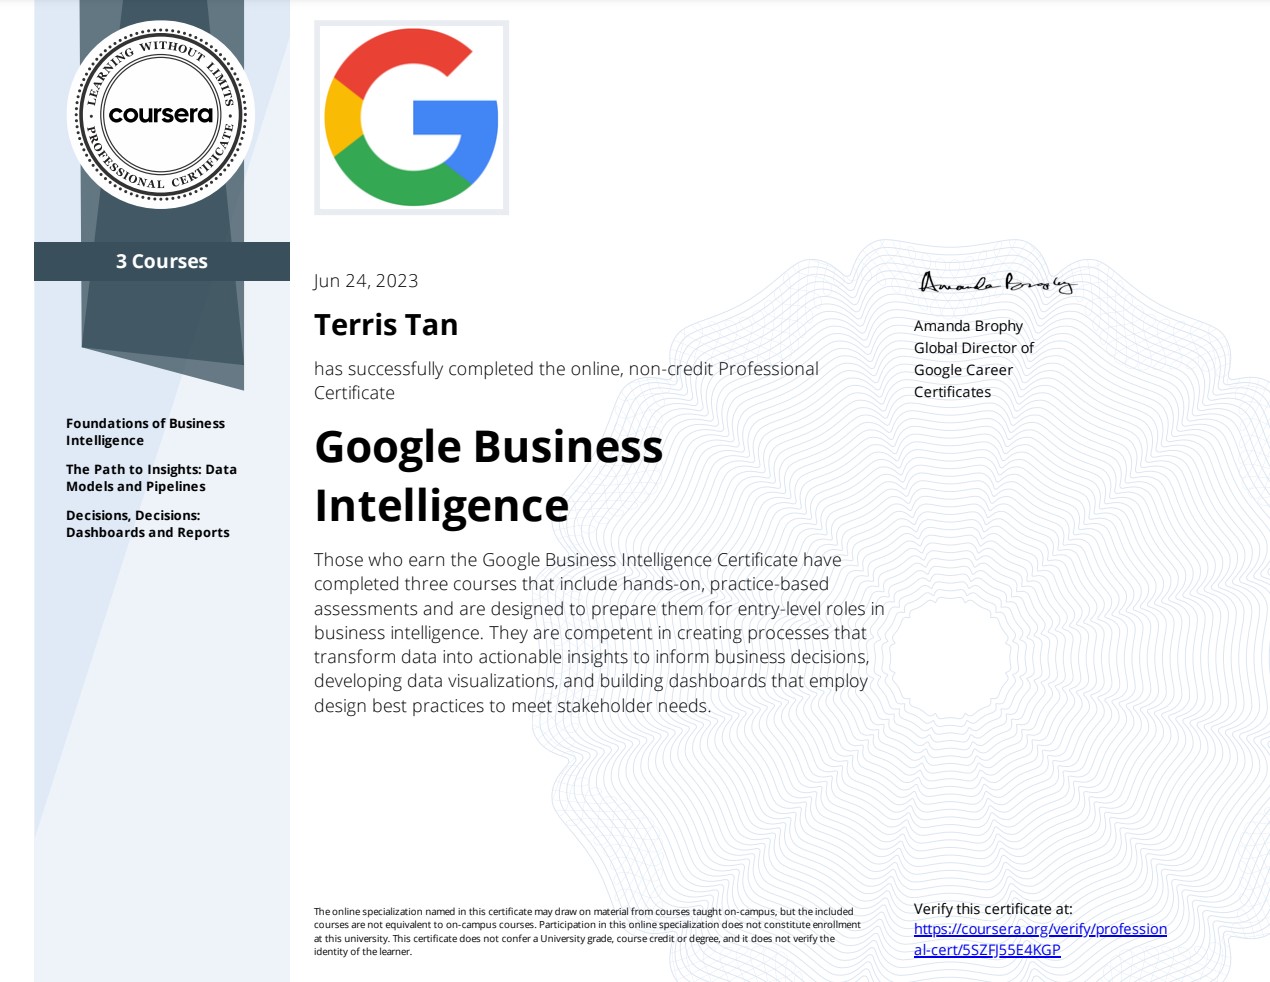 LEARNING WITHOUT LIMITS
coursera
PROFESSIONAL CERTIFICATE
3 Courses
Foundations of Business
Intelligence
The Path to Insights: Data
Models and Pipelines
Decisions, Decisions:
Dashboards and Reports
Jun 24, 2023
Terris Tan
has successfully completed the online, non-credit Professional
Certificate
Google Business
Intelligence
Those who earn the Google Business Intelligence Certificate have
completed three courses that include hands-on, practice-based
assessments and are designed to prepare them for entry-level roles in
business intelligence. They are competent in creating processes that
transform data into actionable insights to inform business decisions,
developing data visualizations, and building dashboards that employ
design best practices to meet stakeholder needs.
Amanda Brophy
Amanda Brophy
Global Director of
Google Career
Certificates
The online specialization named in this certificate may draw on material from courses taught on-campus, but the included
courses are not equivalent to on-campus courses. Participation in this online specialization does not constitute enrollment
at this university. This certificate does not confer a University grade, course credit or degree, and it does not verify the
identity of the learner.
Verify this certificate at:
https://coursera.org/verify/profession
al-cert/5SZFJ55E4KGP